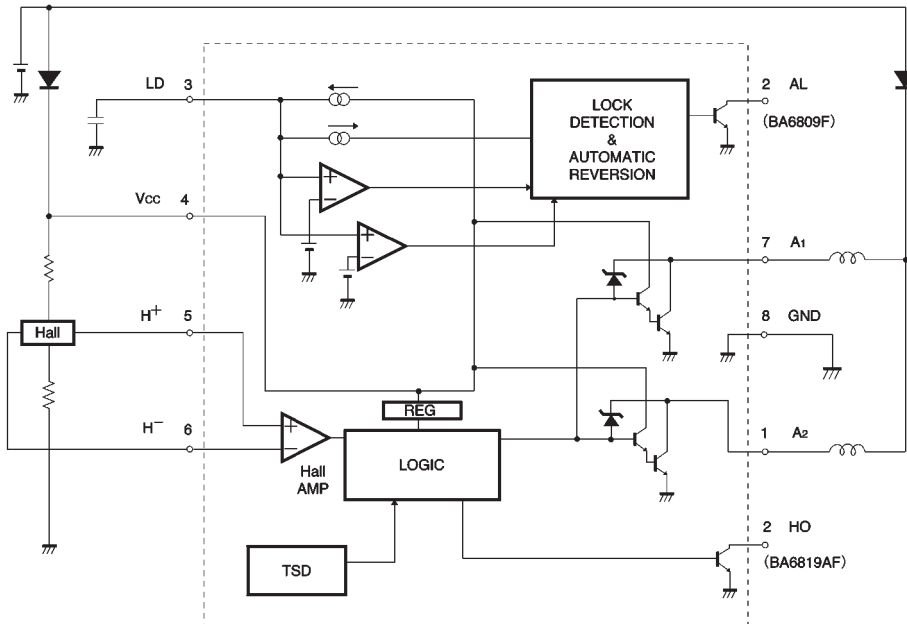 LD 3
2 AL
(BA6809F)
LOCK
DETECTION
&
AUTOMATIC
REVERSION
+
−
VCC 4
+
−
7 A1
H+ 5
8 GND
Hall
REG
H− 6
+
−
Hall
AMP
LOGIC
1 A2
2 HO
(BA6819AF)
TSD